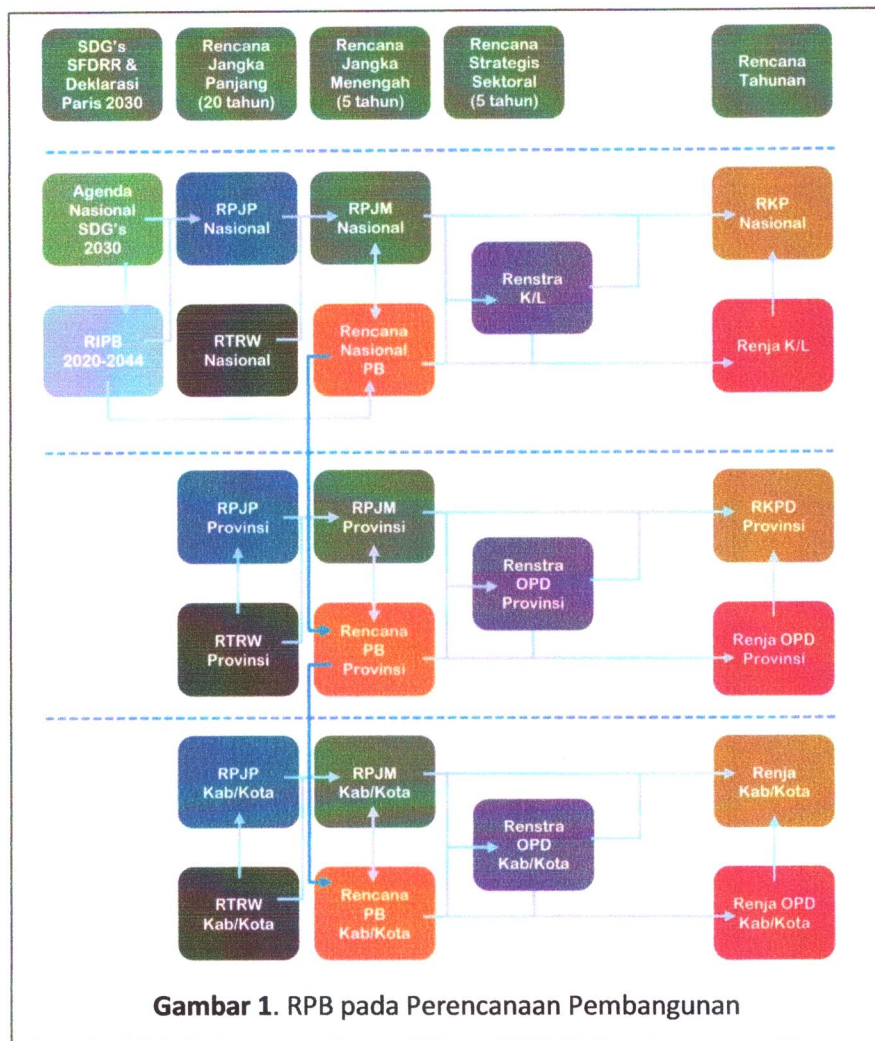 SDG's
SFDRR &
Deklarasi
Paris 2030
Rencana
Jangka
Panjang
(20 tahun)
Rencana
Jangka
Menengah
(5 tahun)
Rencana
Strategis
Sektoral
(5 tahun)
Rencana
Tahunan
Agenda
Nasional
SDG's
2030
RPJP
Nasional
RPJM
Nasional
RKP
Nasional
Renstra
K/L
RIPB
2020-2044
RTRW
Nasional
Rencana
Nasional
PB
Renja K/L
RPJP
Provinsi
RPJM
Provinsi
RKPD
Provinsi
Renstra
OPD
Provinsi
RTRW
Provinsi
Rencana
PB
Provinsi
Renja OPD
Provinsi
RPJP
Kab/Kota
RPJM
Kab/Kota
Renja
Kab/Kota
Renstra
OPD
Kab/Kota
RTRW
Kab/Kota
Rencana
PB
Kab/Kota
Renja OPD
Kab/Kota
Gambar 1. RPB pada Perencanaan Pembangunan